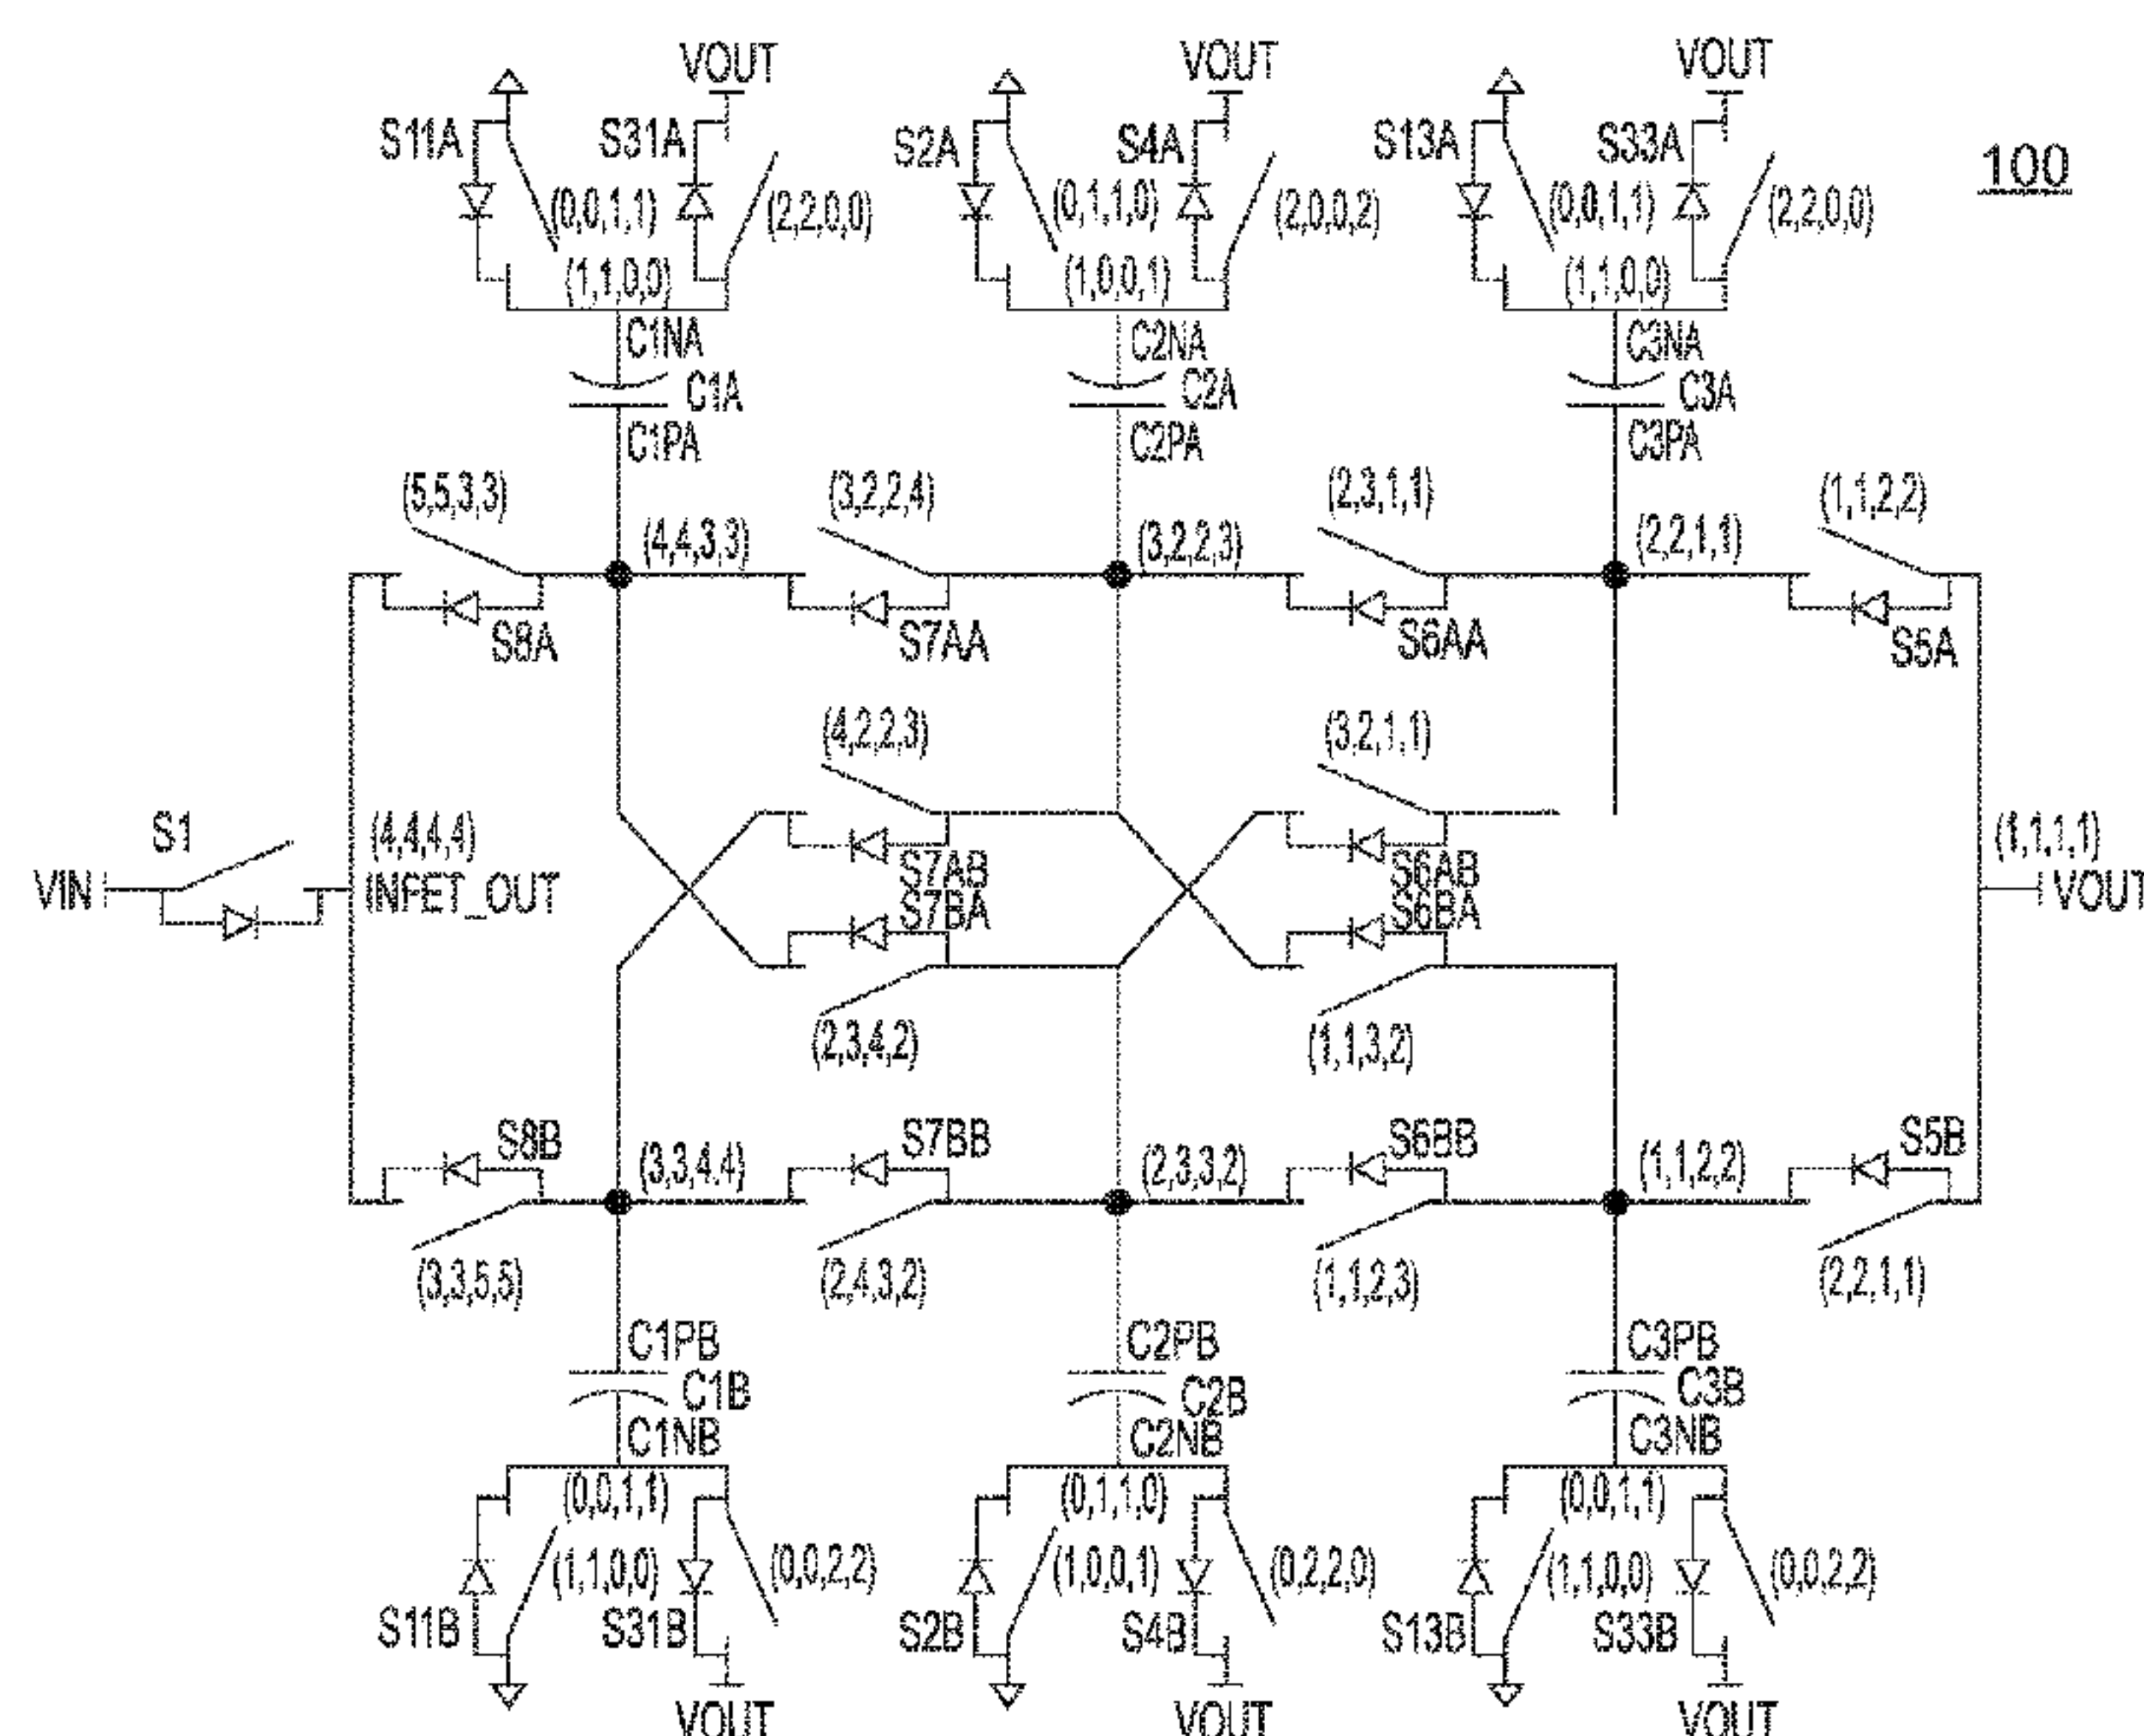 VOUT VOUT VOUT
S11A S31A S2A S4A S13A S33A 100
(0,0,1,1) (2,2,0,0) (0,1,1,0) (2,0,0,2) (0,0,1,1) (2,2,0,0)
(1,1,0,0) (1,0,0,1) (1,1,0,0)
C1NA C2NA C3NA
C1A C2A C3A
C1PA C2PA C3PA
(5,5,3,3) (3,2,2,4) (2,3,1,1) (1,1,2,2)
(4,4,3,3) (3,2,2,3) (2,2,1,1)
S8A S7AA S6AA S5A
(4,2,2,3) (3,2,1,1)
S1 (4,4,4,4) (1,1,1,1)
S7AB S6AB
VIN INFET_OUT VOUT
S7BA S6BA
(2,3,4,2) (1,1,3,2)
S8B S7BB S6BB S5B
(3,3,4,4) (2,3,3,2) (1,1,2,2)
(3,3,5,5) (2,4,3,2) (1,1,2,3) (2,2,1,1)
C1PB C2PB C3PB
C1B C2B C3B
C1NB C2NB C3NB
(0,0,1,1) (0,1,1,0) (0,0,1,1)
(1,1,0,0) (0,0,2,2) (1,0,0,1) (0,2,2,0) (1,1,0,0) (0,0,2,2)
S11B S31B S2B S4B S13B S33B
VOUT VOUT VOUT